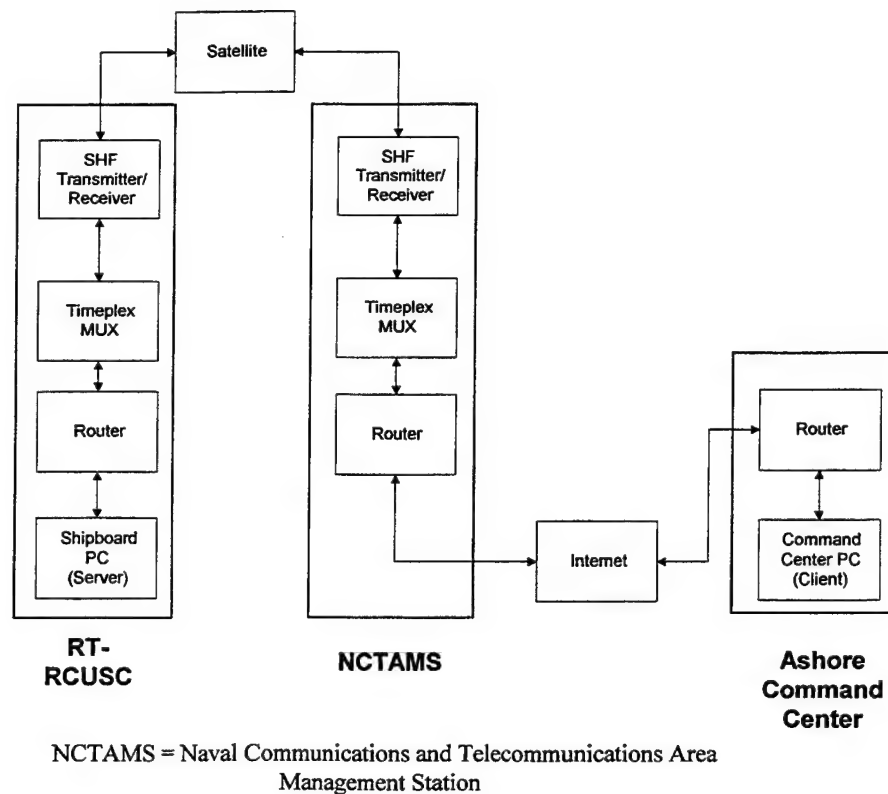 Satellite
SHF
Transmitter/
Receiver
Timeplex
MUX
Router
Shipboard
PC
(Server)
RT-
RCUSC
SHF
Transmitter/
Receiver
Timeplex
MUX
Router
NCTAMS
Internet
Router
Command
Center PC
(Client)
Ashore
Command
Center
NCTAMS = Naval Communications and Telecommunications Area
Management Station